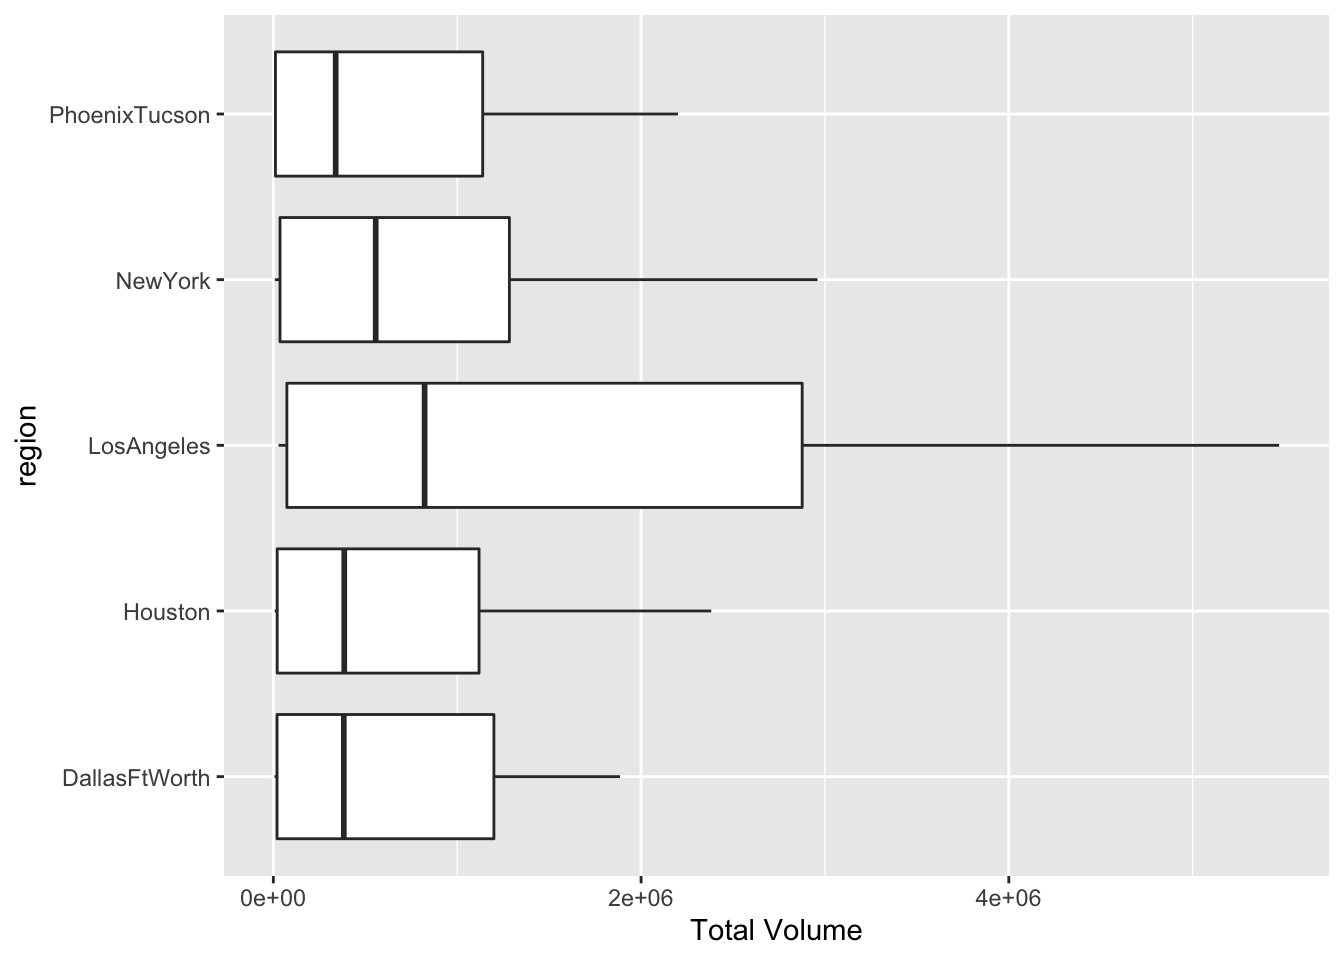 PhoenixTucson
NewYork
LosAngeles
Houston
DallasFtWorth
region
0e+00 2e+06 4e+06
Total Volume